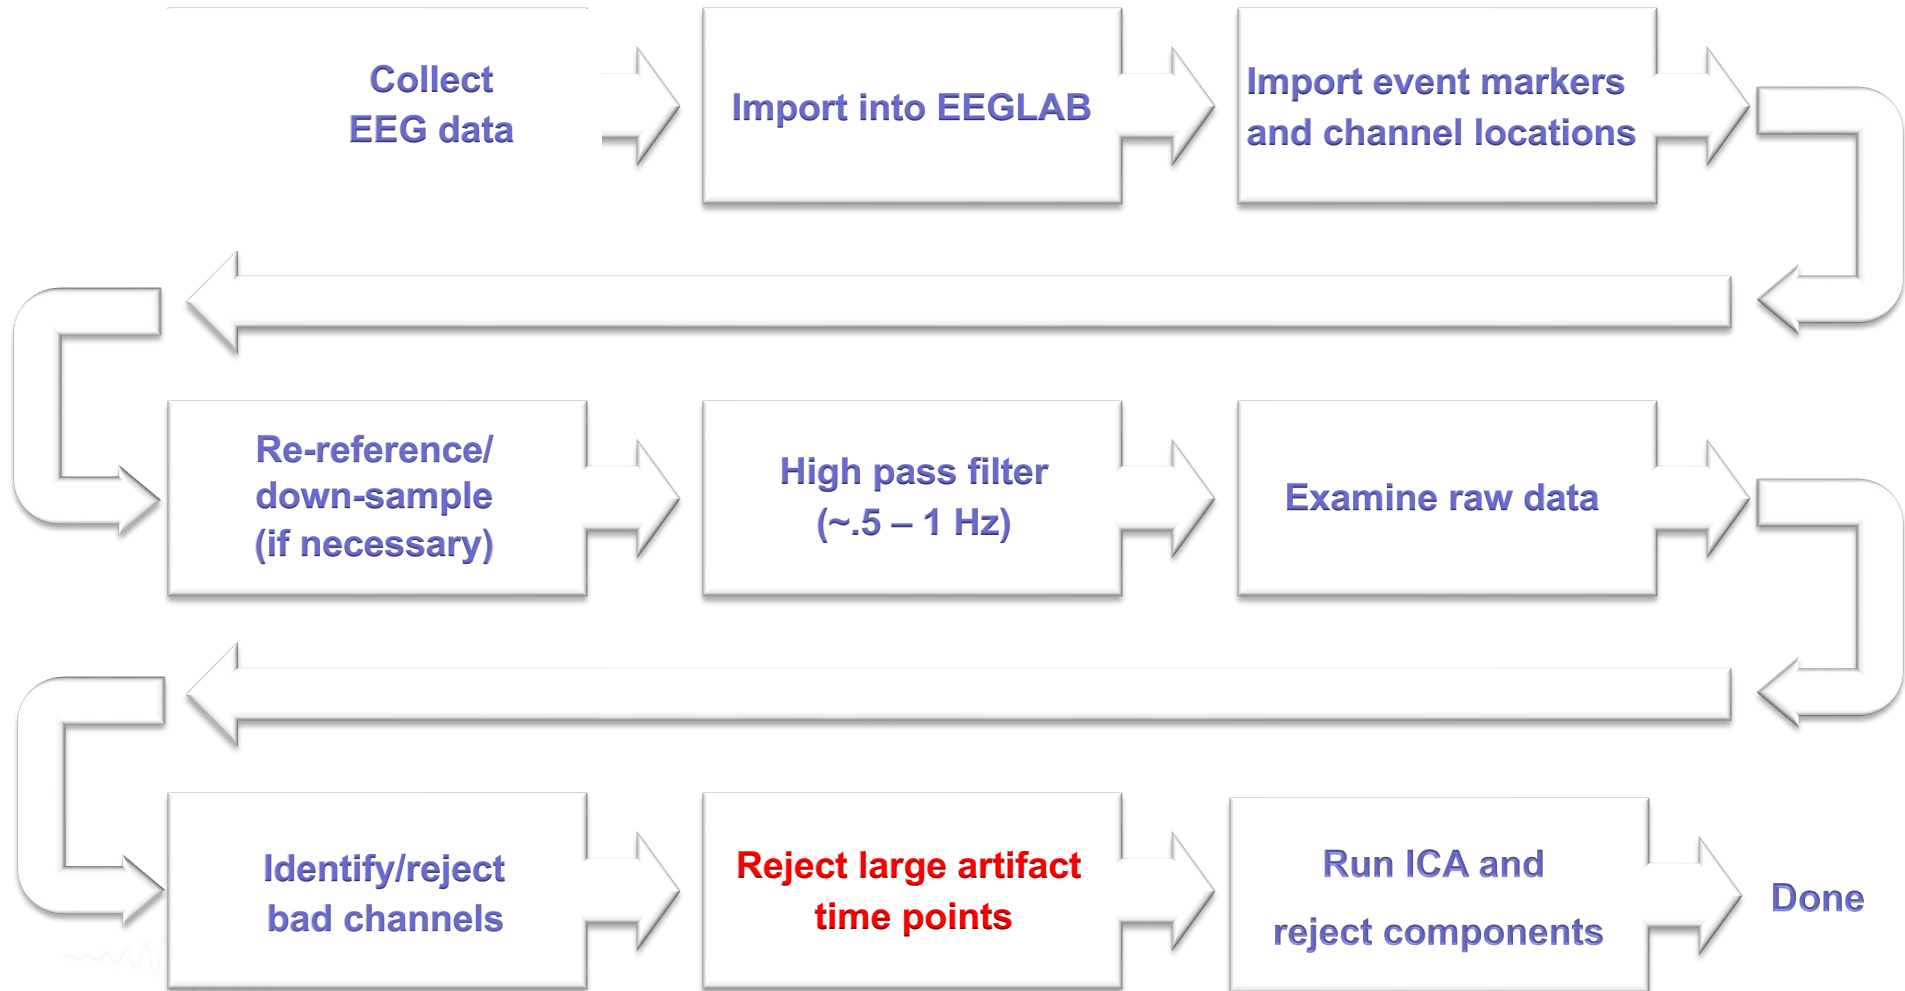 Collect
EEG data
Import into EEGLAB
Import event markers
and channel locations
Re-reference/
down-sample
(if necessary)
High pass filter
(~.5 – 1 Hz)
Examine raw data
Identify/reject
bad channels
Reject large artifact
time points
Run ICA and
reject components
Done